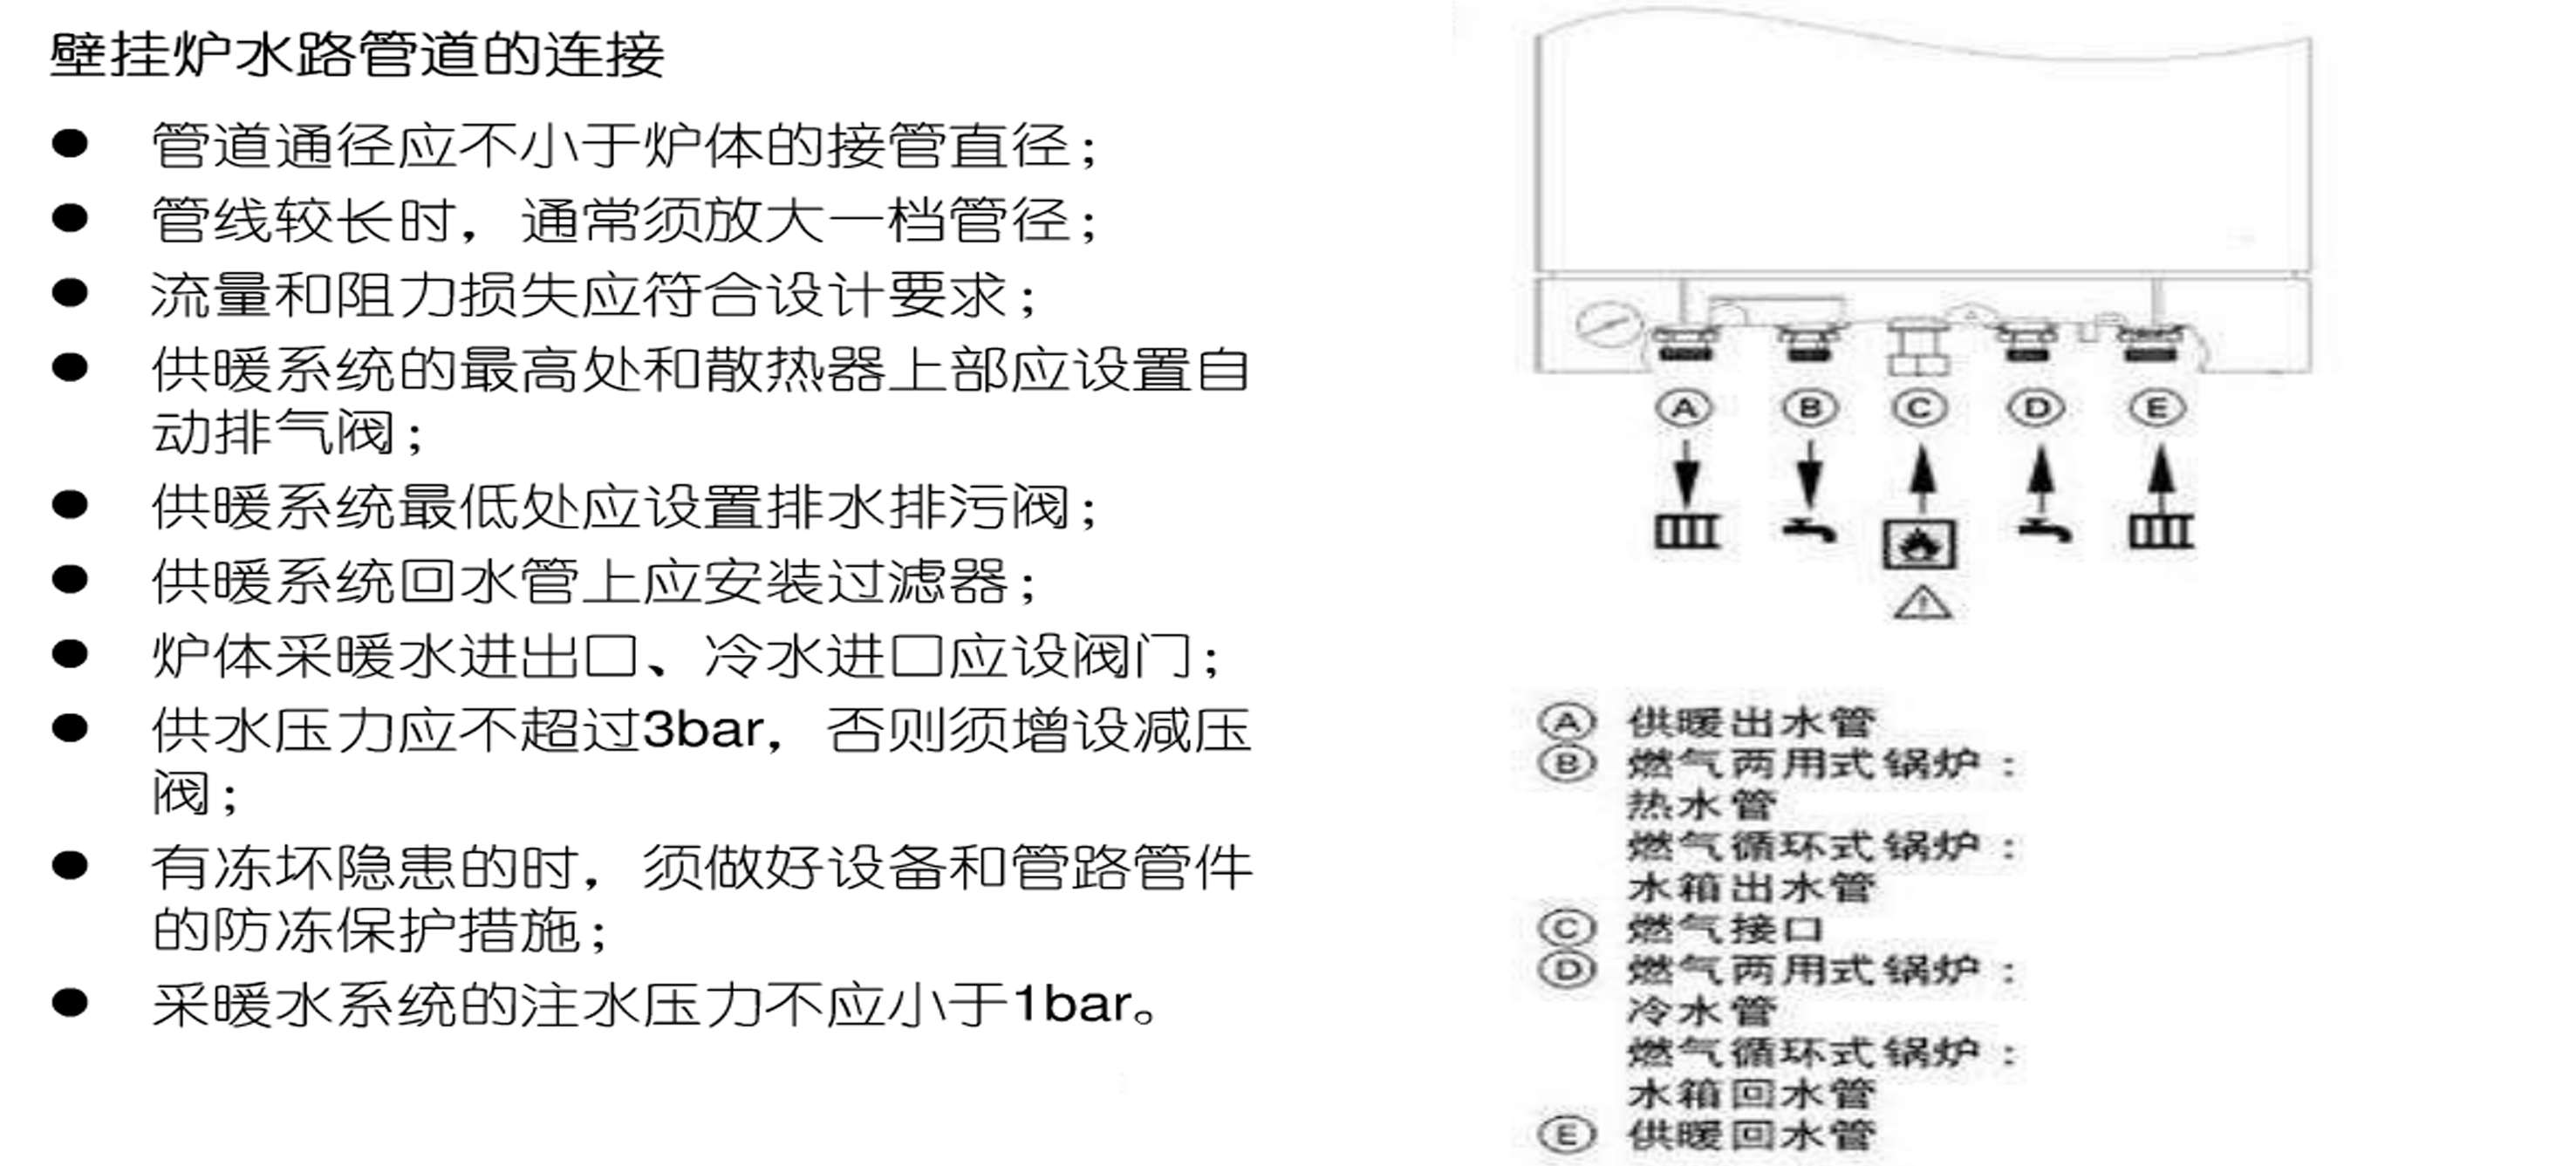 壁挂炉水路管道的连接
● 管道通径应不小于炉体的接管直径；
● 管线较长时，通常须放大一档管径；
● 流量和阻力损失应符合设计要求；
● 供暖系统的最高处和散热器上部应设置自
动排气阀；
● 供暖系统最低处应设置排水排污阀；
● 供暖系统回水管上应安装过滤器；
● 炉体采暖水进出口、冷水进口应设阀门；
● 供水压力应不超过3bar，否则须增设减压
阀；
● 有冻坏隐患的时，须做好设备和管路管件
的防冻保护措施；
● 采暖水系统的注水压力不应小于1bar。
A B C D E
!
A 供暖出水管
B 燃气两用式锅炉：
热水管
燃气循环式锅炉：
水箱出水管
C 燃气接口
D 燃气两用式锅炉：
冷水管
燃气循环式锅炉：
水箱回水管
E 供暖回水管